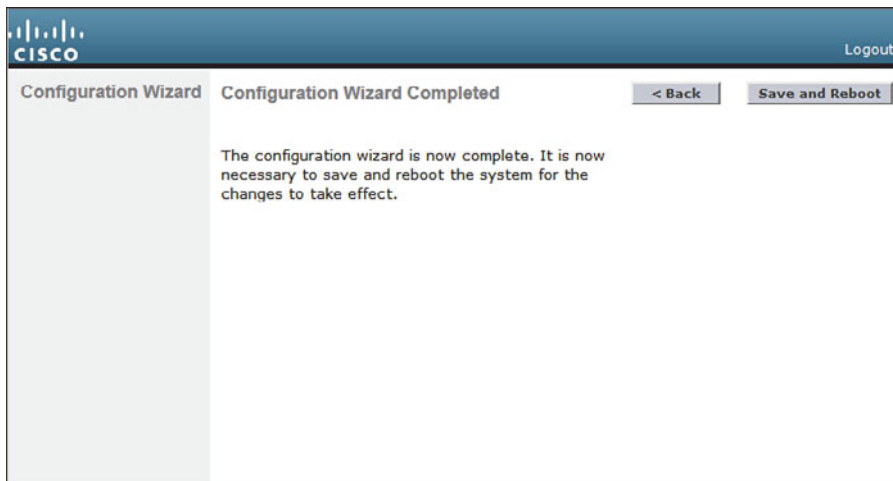 CISCO
Logout
Configuration Wizard
Configuration Wizard Completed
< Back
Save and Reboot
The configuration wizard is now complete. It is now
necessary to save and reboot the system for the
changes to take effect.